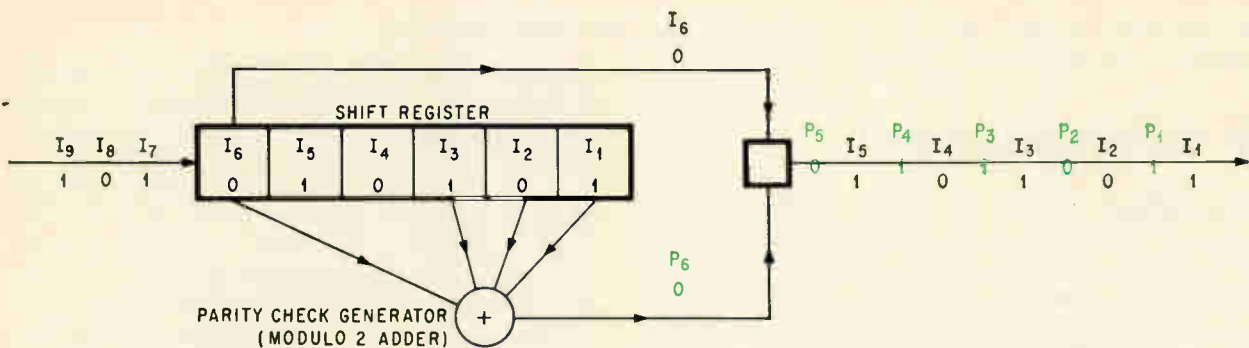 I6
0
SHIFT REGISTER
I9 I8 I7
1 0 1
I6 I5 I4 I3 I2 I1
0 1 0 1 0 1
P5 I5 P4 I4 P3 I3 P2 I2 P1 I1
0 1 1 0 1 1 0 0 1 1
P6
0
PARITY CHECK GENERATOR
(MODULO 2 ADDER)
+